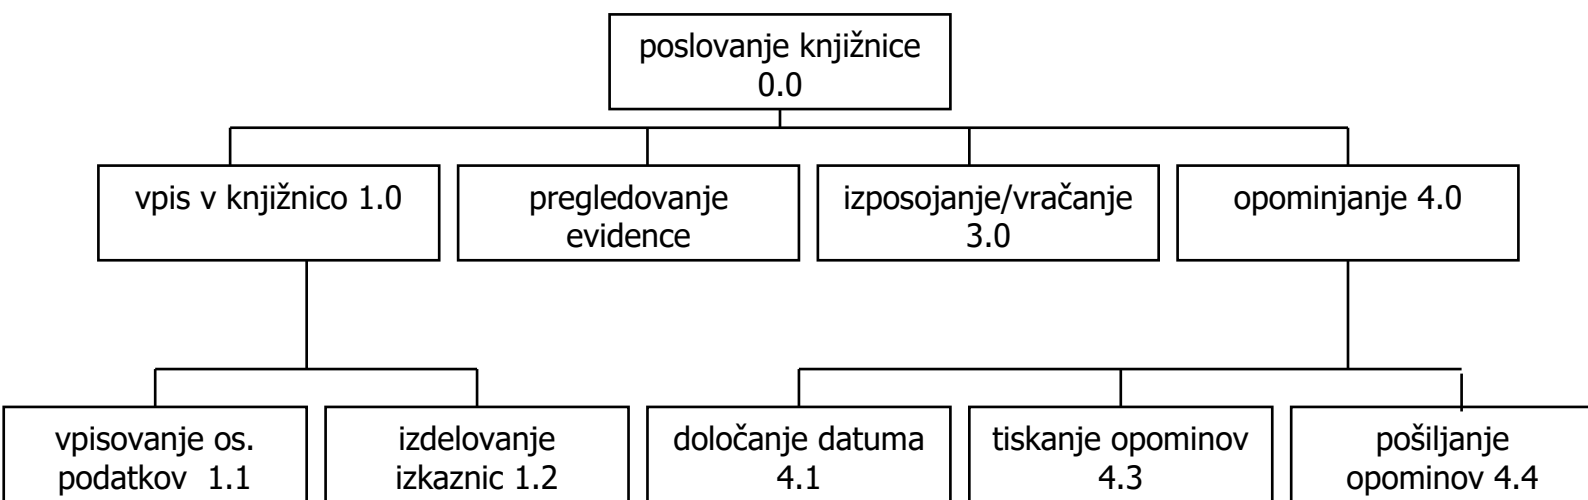 poslovanje knjižnice
0.0
vpis v knjižnico 1.0
pregledovanje
evidence
izposojanje/vračanje
3.0
opominjanje 4.0
vpisovanje os.
podatkov  1.1
izdelovanje
izkaznic 1.2
določanje datuma
4.1
tiskanje opominov
4.3
pošiljanje
opominov 4.4